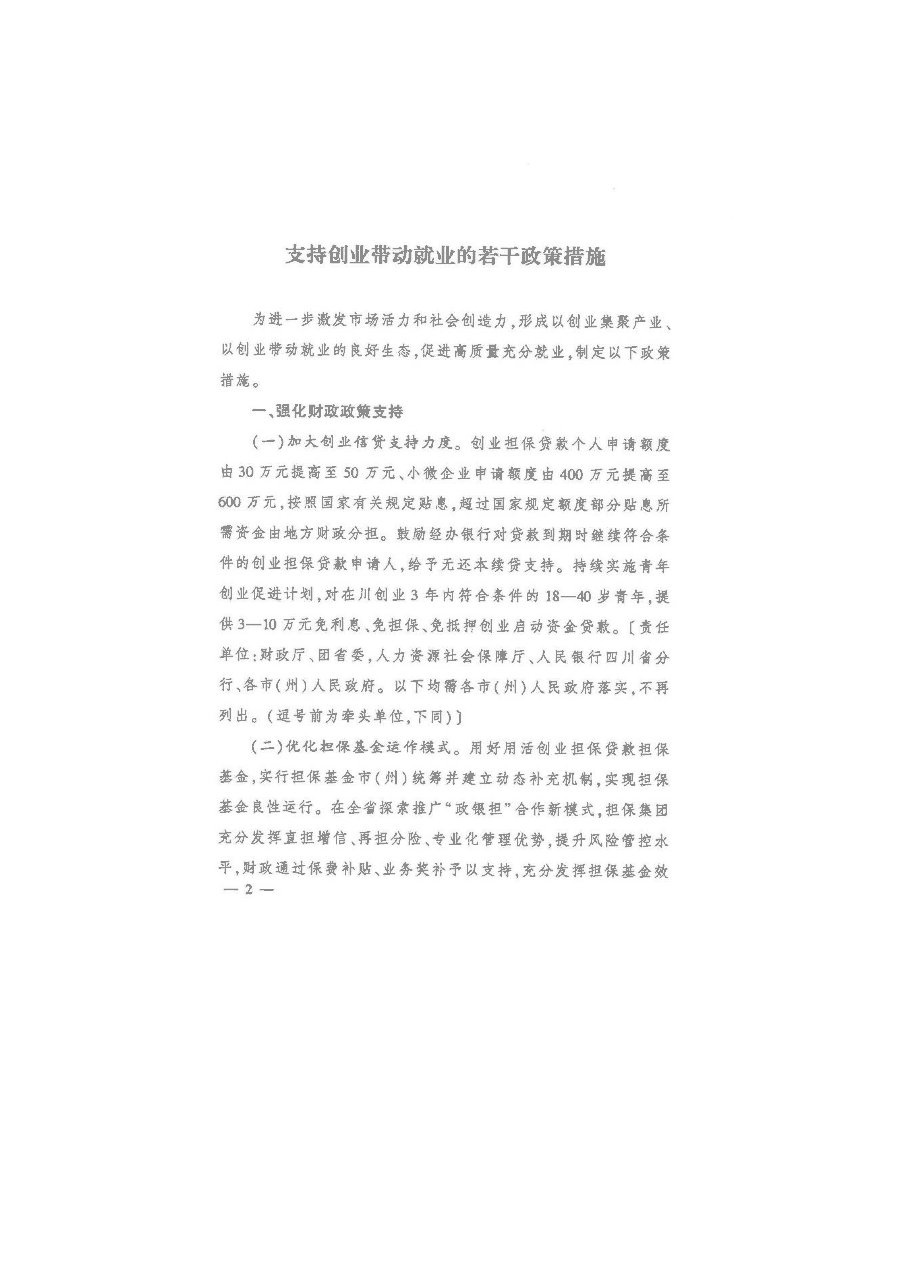 支持创业带动就业的若干政策措施
为进一步激发市场活力和社会创造力,形成以创业集聚产业、
以创业带动就业的良好生态,促进高质量充分就业,制定以下政策
措施。
一、强化财政政策支持
(一)加大创业信贷支持力度。创业担保贷款个人申请额度
由30万元提高至50万元、小微企业申请额度由400万元提高至
600万元,按照国家有关规定贴息,超过国家规定额度部分贴息所
需资金由地方财政分担。鼓励经办银行对贷款到期时继续符合条
件的创业担保贷款申请人,给予无还本续贷支持。持续实施青年
创业促进计划,对在川创业3年内符合条件的18—40岁青年,提
供3—10万元免利息、免担保、免抵押创业启动资金贷款。〔责任
单位:财政厅、团省委,人力资源社会保障厅、人民银行四川省分
行、各市(州)人民政府。以下均需各市(州)人民政府落实,不再
列出。(逗号前为牵头单位,下同)〕
(二)优化担保基金运作模式。用好用活创业担保贷款担保
基金,实行担保基金市(州)统筹并建立动态补充机制,实现担保
基金良性运行。在全省探索推广“政银担”合作新模式,担保集团
充分发挥直担增信、再担分险、专业化管理优势,提升风险管控水
平,财政通过保费补贴、业务奖补予以支持,充分发挥担保基金效
— 2 —